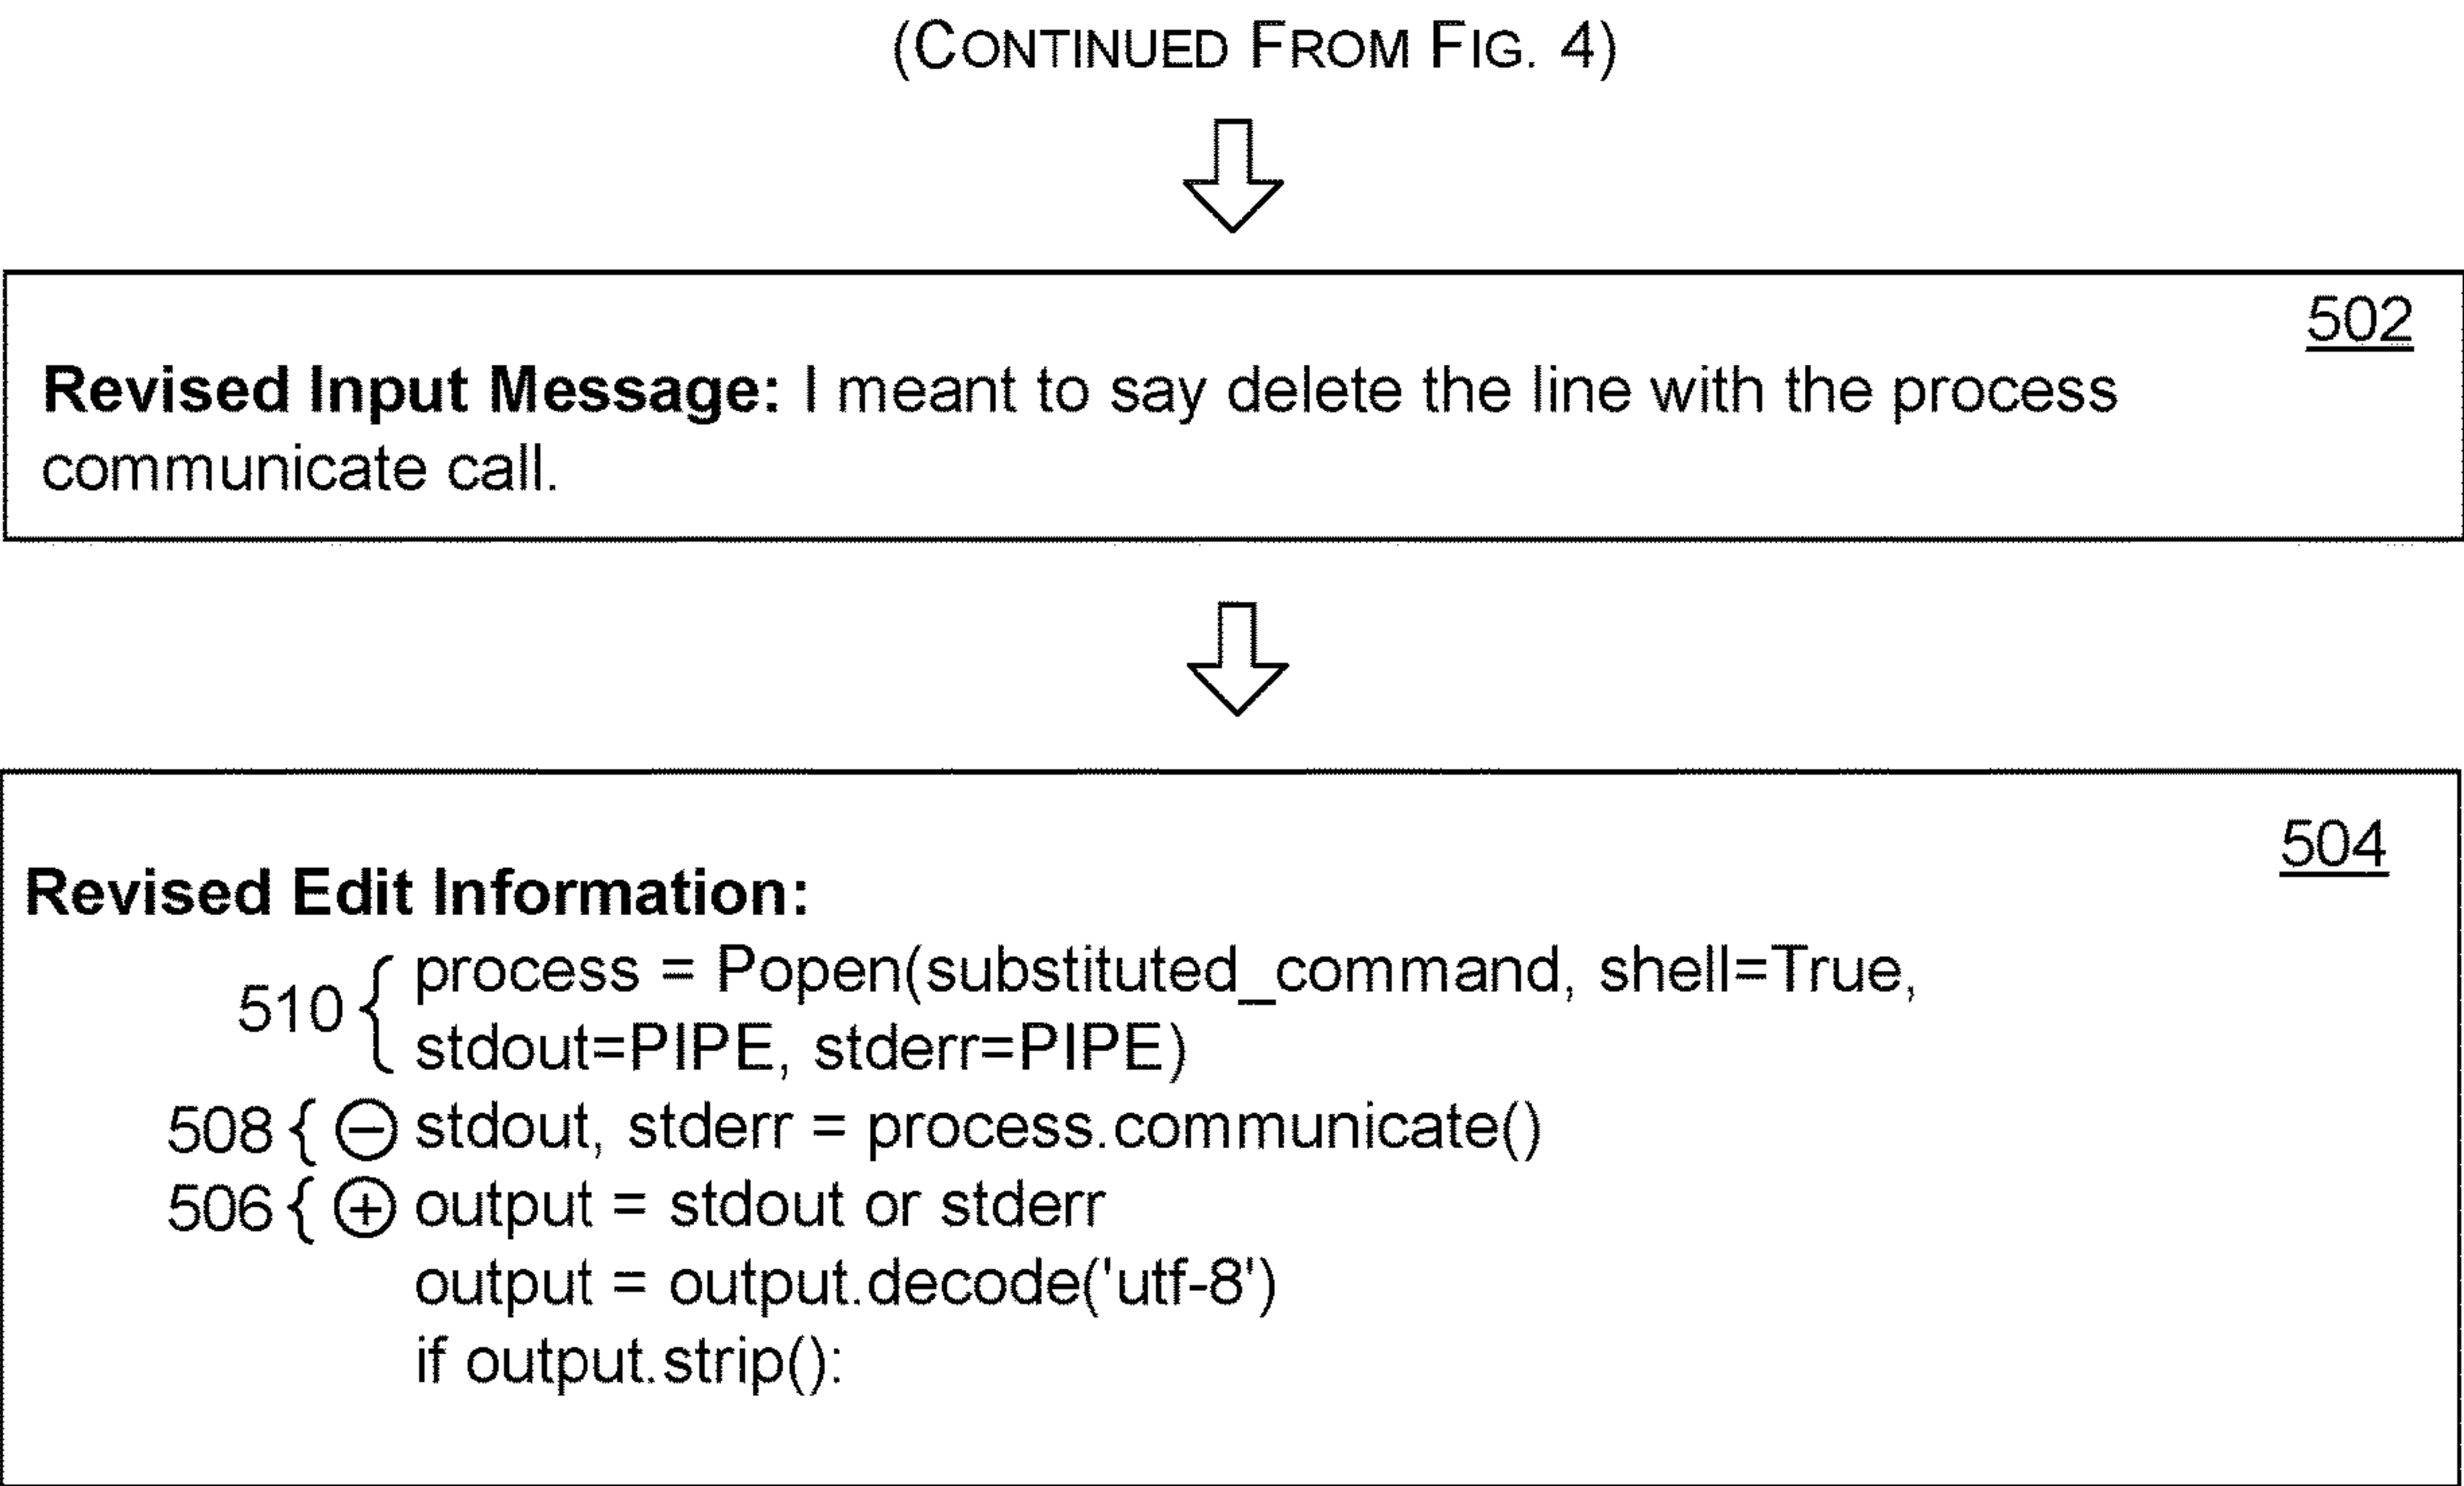 (CONTINUED FROM FIG. 4)
502
Revised Input Message: I meant to say delete the line with the process
communicate call.
504
Revised Edit Information:
510 { process = Popen(substituted_command, shell=True,
stdout=PIPE, stderr=PIPE)
508 { ⊖ stdout, stderr = process.communicate()
506 { ⊕ output = stdout or stderr
output = output.decode('utf-8')
if output.strip():